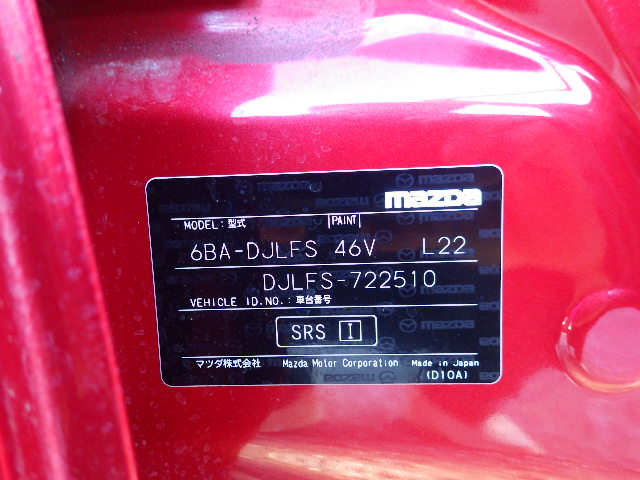 mazda
MODEL:型式 PAINT
6BA-DJLFS 46V L22
DJLFS-722510
VEHICLE ID.NO.:車台番号
SRS I
マツダ株式会社 Mazda Motor Corporation Made in Japan
(D10A)